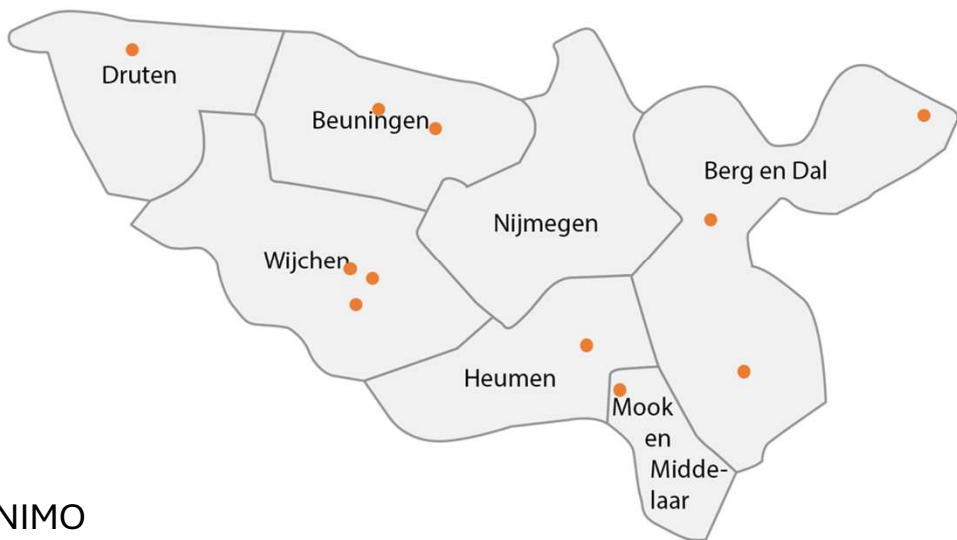 Druten
Beuningen
Berg en Dal
Nijmegen
Wijchen
Heumen
Mook
en
Midde-
laar
NIMO